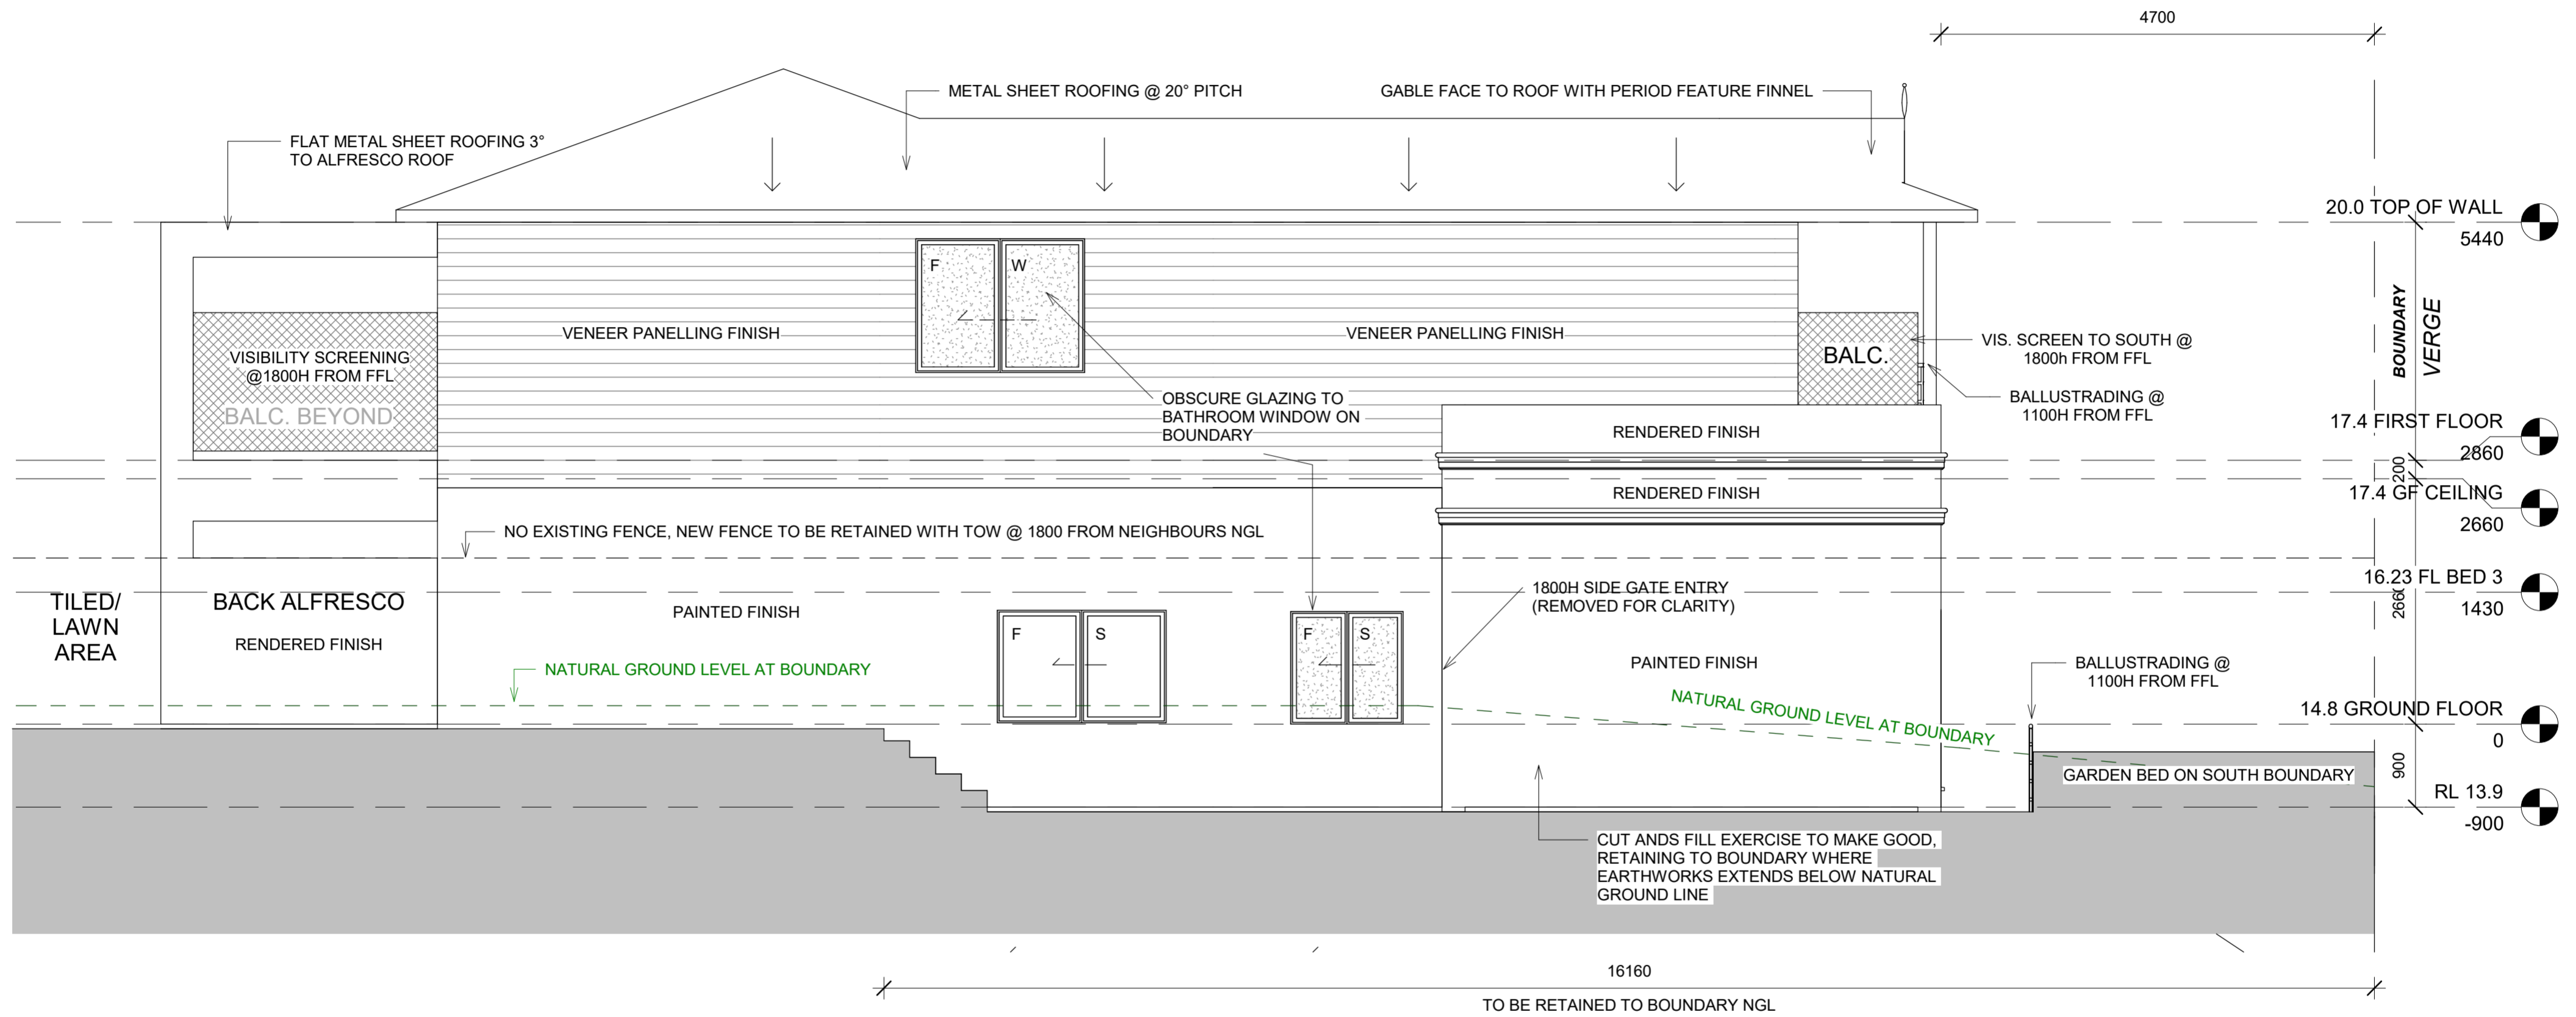 4700
METAL SHEET ROOFING @ 20° PITCH
GABLE FACE TO ROOF WITH PERIOD FEATURE FINNEL
FLAT METAL SHEET ROOFING 3°
TO ALFRESCO ROOF
20.0 TOP OF WALL
5440
F
W
BOUNDARY
VERGE
VENEER PANELLING FINISH
VENEER PANELLING FINISH
VISIBILITY SCREENING
@1800H FROM FFL
BALC. BEYOND
BALC.
VIS. SCREEN TO SOUTH @
1800h FROM FFL
BALLUSTRADING @
1100H FROM FFL
OBSCURE GLAZING TO
BATHROOM WINDOW ON
BOUNDARY
RENDERED FINISH
17.4 FIRST FLOOR
2860
200
RENDERED FINISH
17.4 GF CEILING
2660
NO EXISTING FENCE, NEW FENCE TO BE RETAINED WITH TOW @ 1800 FROM NEIGHBOURS NGL
16.23 FL BED 3
1430
2660
TILED/
LAWN
AREA
BACK ALFRESCO
RENDERED FINISH
PAINTED FINISH
1800H SIDE GATE ENTRY
(REMOVED FOR CLARITY)
F
S
F
S
PAINTED FINISH
NATURAL GROUND LEVEL AT BOUNDARY
NATURAL GROUND LEVEL AT BOUNDARY
BALLUSTRADING @
1100H FROM FFL
14.8 GROUND FLOOR
0
900
GARDEN BED ON SOUTH BOUNDARY
RL 13.9
-900
CUT ANDS FILL EXERCISE TO MAKE GOOD,
RETAINING TO BOUNDARY WHERE
EARTHWORKS EXTENDS BELOW NATURAL
GROUND LINE
16160
TO BE RETAINED TO BOUNDARY NGL